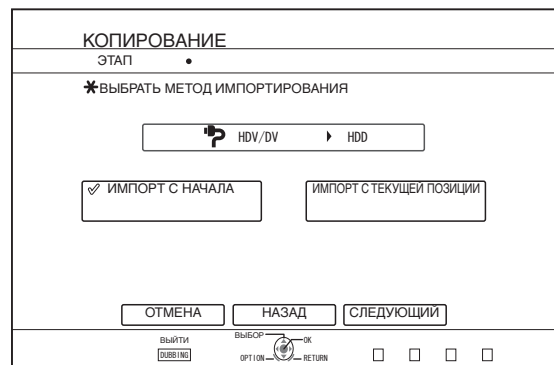 КОПИРОВАНИЕ
ЭТАП
ВЫБРАТЬ МЕТОД ИМПОРТИРОВАНИЯ
HDV/DV HDD
ИМПОРТ С НАЧАЛА
ИМПОРТ С ТЕКУЩЕЙ ПОЗИЦИИ
ОТМЕНА НАЗАД СЛЕДУЮЩИЙ
ВЫЙТИ ВЫБОР OK
DUBBING OPTION RETURN